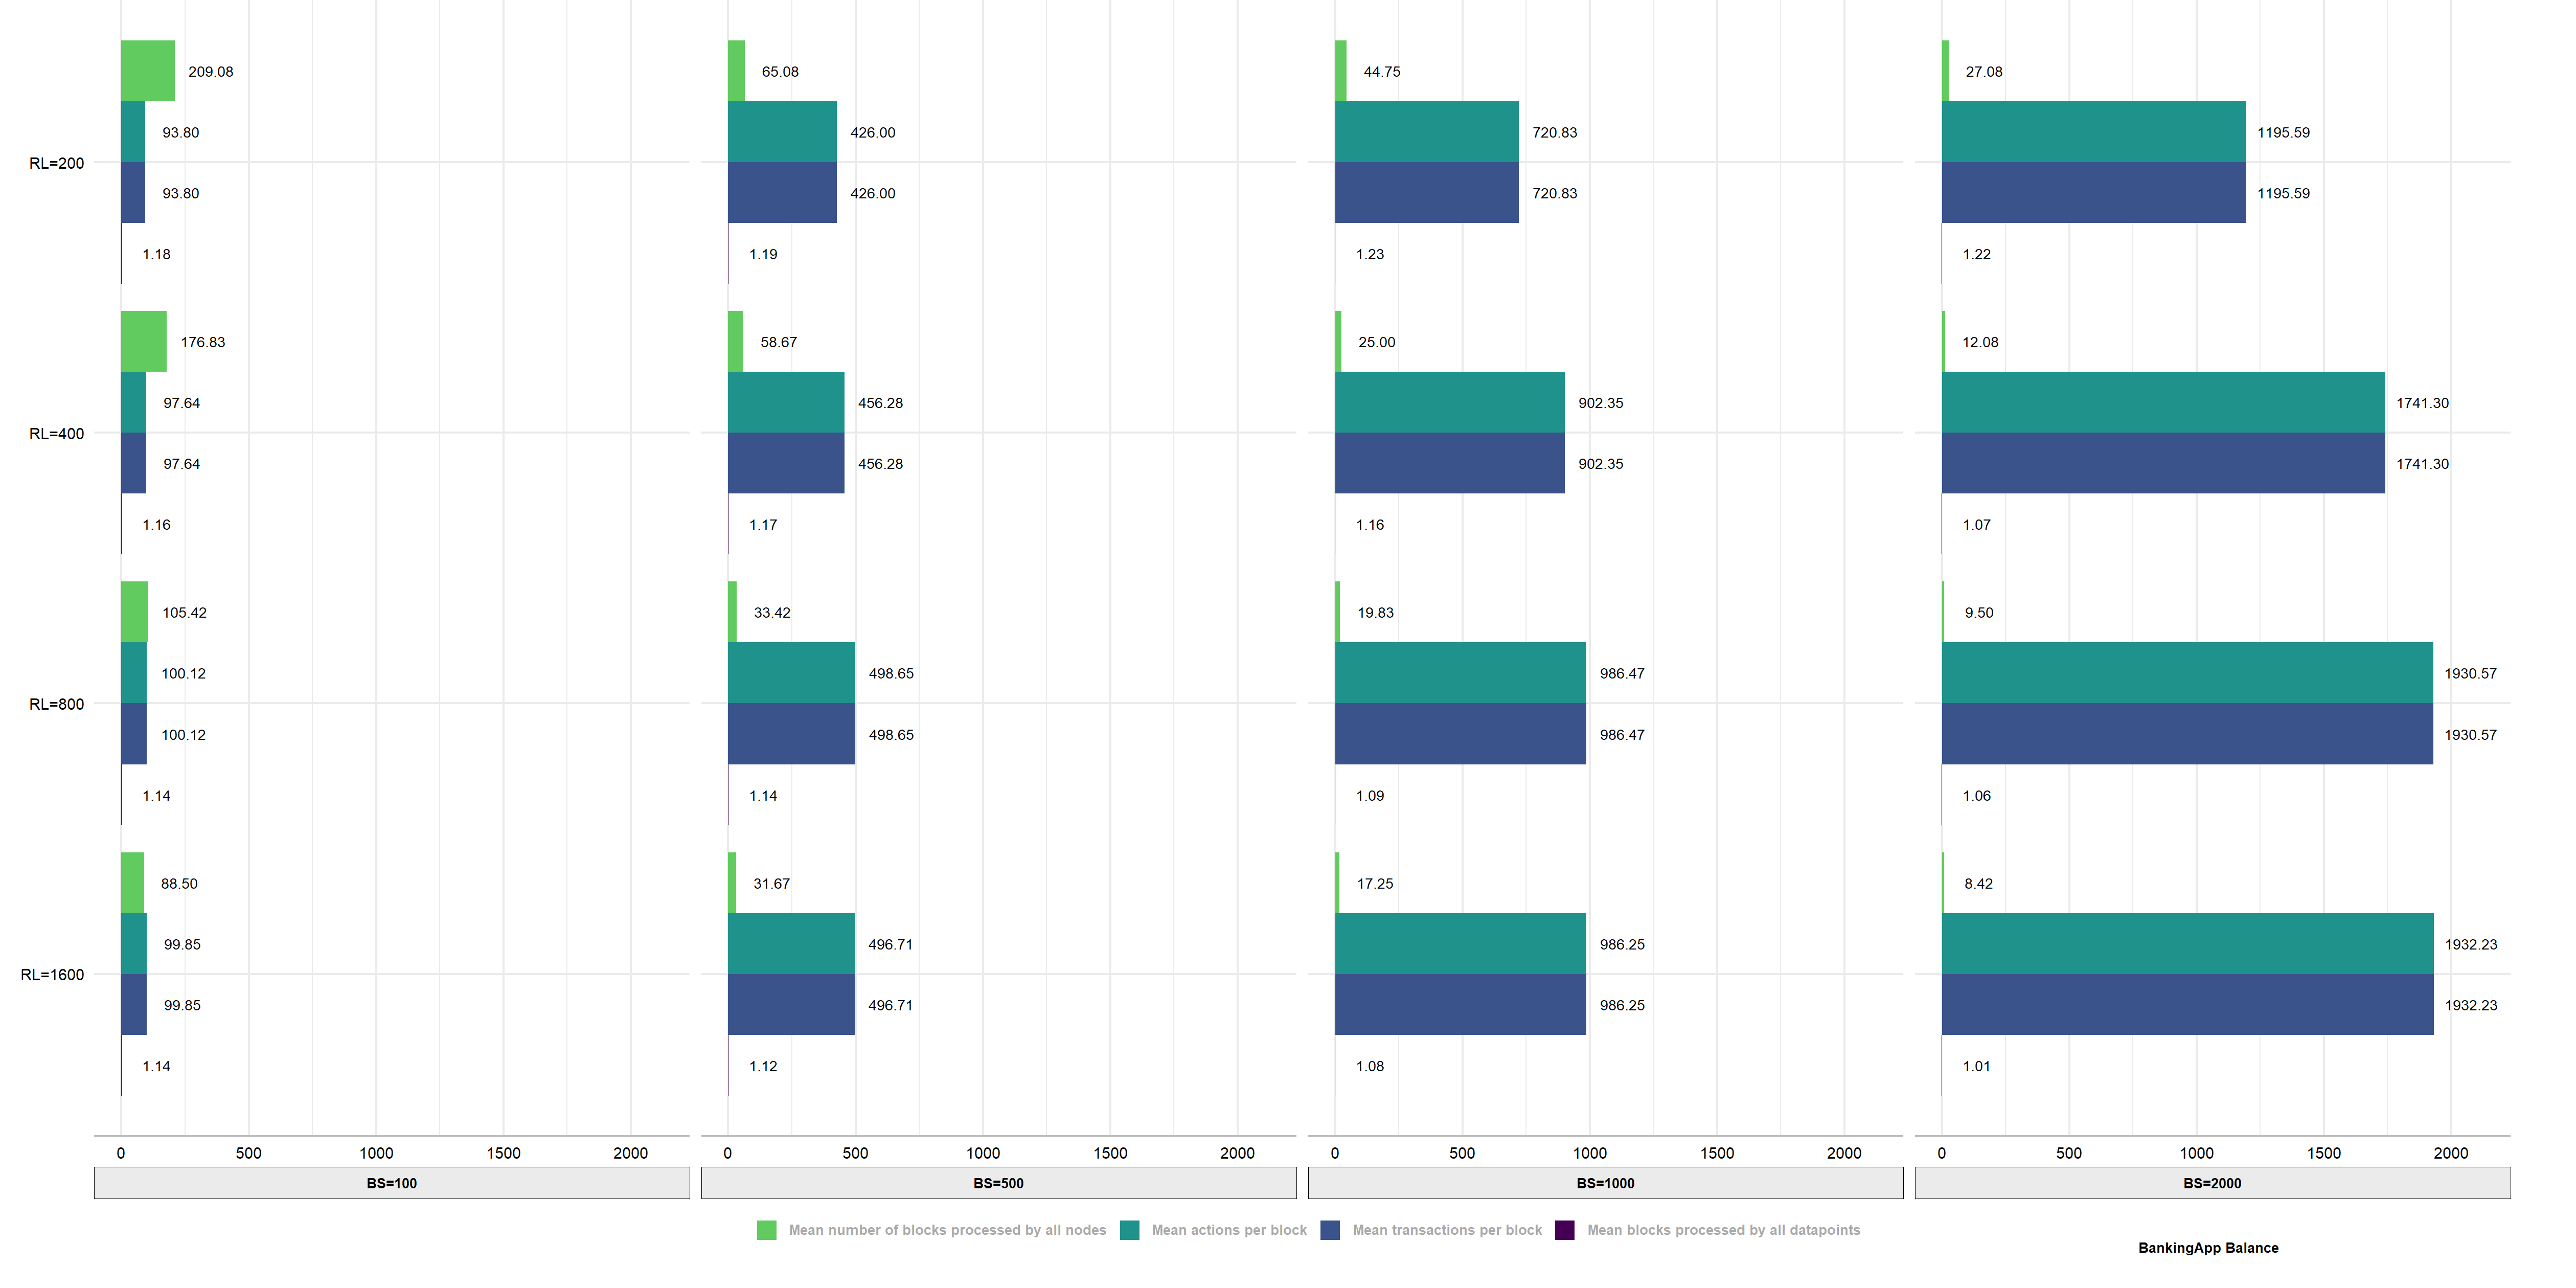 209.08 65.08 44.75 27.08
93.80 426.00 720.83 1195.59
RL=200
93.80 426.00 720.83 1195.59
1.18 1.19 1.23 1.22
176.83 58.67 25.00 12.08
97.64 456.28 902.35 1741.30
RL=400
97.64 456.28 902.35 1741.30
1.16 1.17 1.16 1.07
105.42 33.42 19.83 9.50
100.12 498.65 986.47 1930.57
RL=800
100.12 498.65 986.47 1930.57
1.14 1.14 1.09 1.06
88.50 31.67 17.25 8.42
99.85 496.71 986.25 1932.23
RL=1600
99.85 496.71 986.25 1932.23
1.14 1.12 1.08 1.01
0 500 1000 1500 2000 0 500 1000 1500 2000 0 500 1000 1500 2000 0 500 1000 1500 2000
BS=100 BS=500 BS=1000 BS=2000
Mean number of blocks processed by all nodes Mean actions per block Mean transactions per block Mean blocks processed by all datapoints
BankingApp Balance